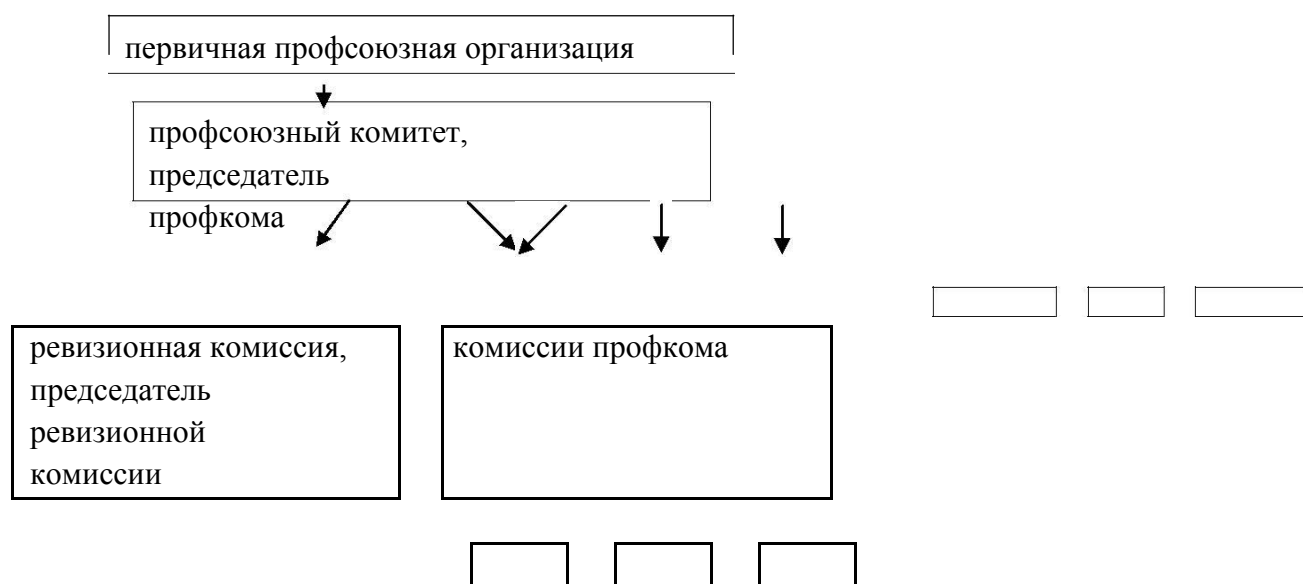 первичная профсоюзная организация
профсоюзный комитет,
председатель
профкома
ревизионная комиссия,
председатель
ревизионной
комиссии
комиссии профкома